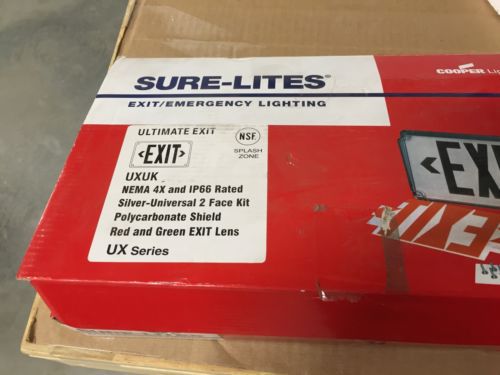 SURE-LITES®
COOPER Lig
EXIT/EMERGENCY LIGHTING
ULTIMATE EXIT
<EXIT>
NSF
SPLASH
ZONE
UXUK
NEMA 4X and IP66 Rated
Silver-Universal 2 Face Kit
Polycarbonate Shield
Red and Green EXIT Lens
UX Series
<EX